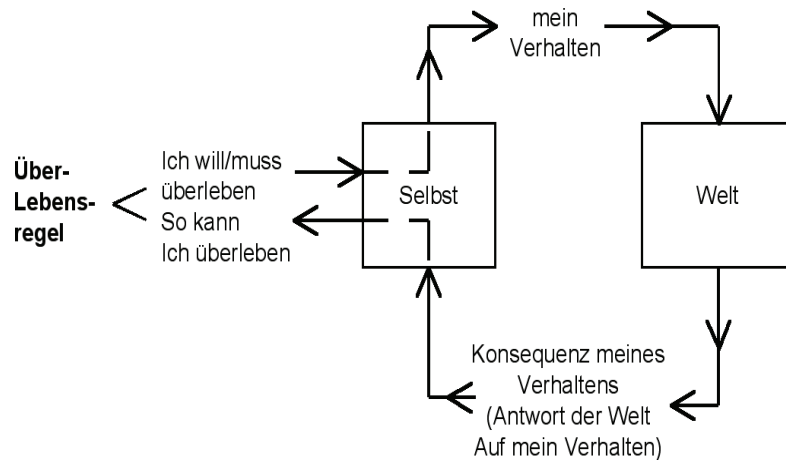 mein
Verhalten
Über-
Lebens-
regel
Ich will/muss
überleben
So kann
Ich überleben
Selbst
Welt
Konsequenz meines
Verhaltens
(Antwort der Welt
Auf mein Verhalten)